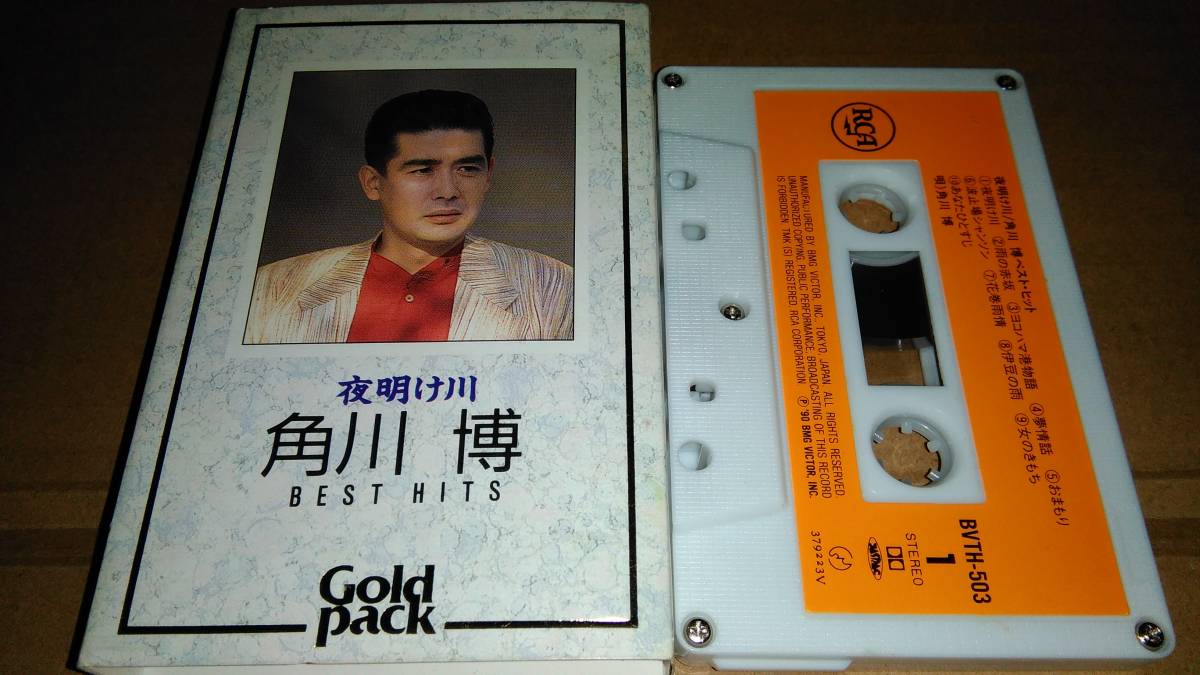 夜明け川
角川 博
BEST HITS
Gold
pack
RCA
夜明け川/角川 博ベスト・ヒット
①夜明け川 ②雨の赤坂 ③ヨコハマ港物語 ④夢情話 ⑤おまもり
⑥波止場シャンソン ⑦花巻雨情 ⑧伊豆の雨 ⑨女のきもち
⑩あなたひとすじ
唄)角川 博
MANUFACTURED BY BMG VICTOR, INC. TOKYO, JAPAN. ALL RIGHTS RESERVED.
UNAUTHORIZED COPYING, PUBLIC PERFORMANCE, BROADCASTING OF THIS RECORD
IS FORBIDDEN. TMK (S) REGISTERED. RCA CORPORATION Ⓟ '90 BMG VICTOR, INC.
BVTH-503
1
STEREO
379223V